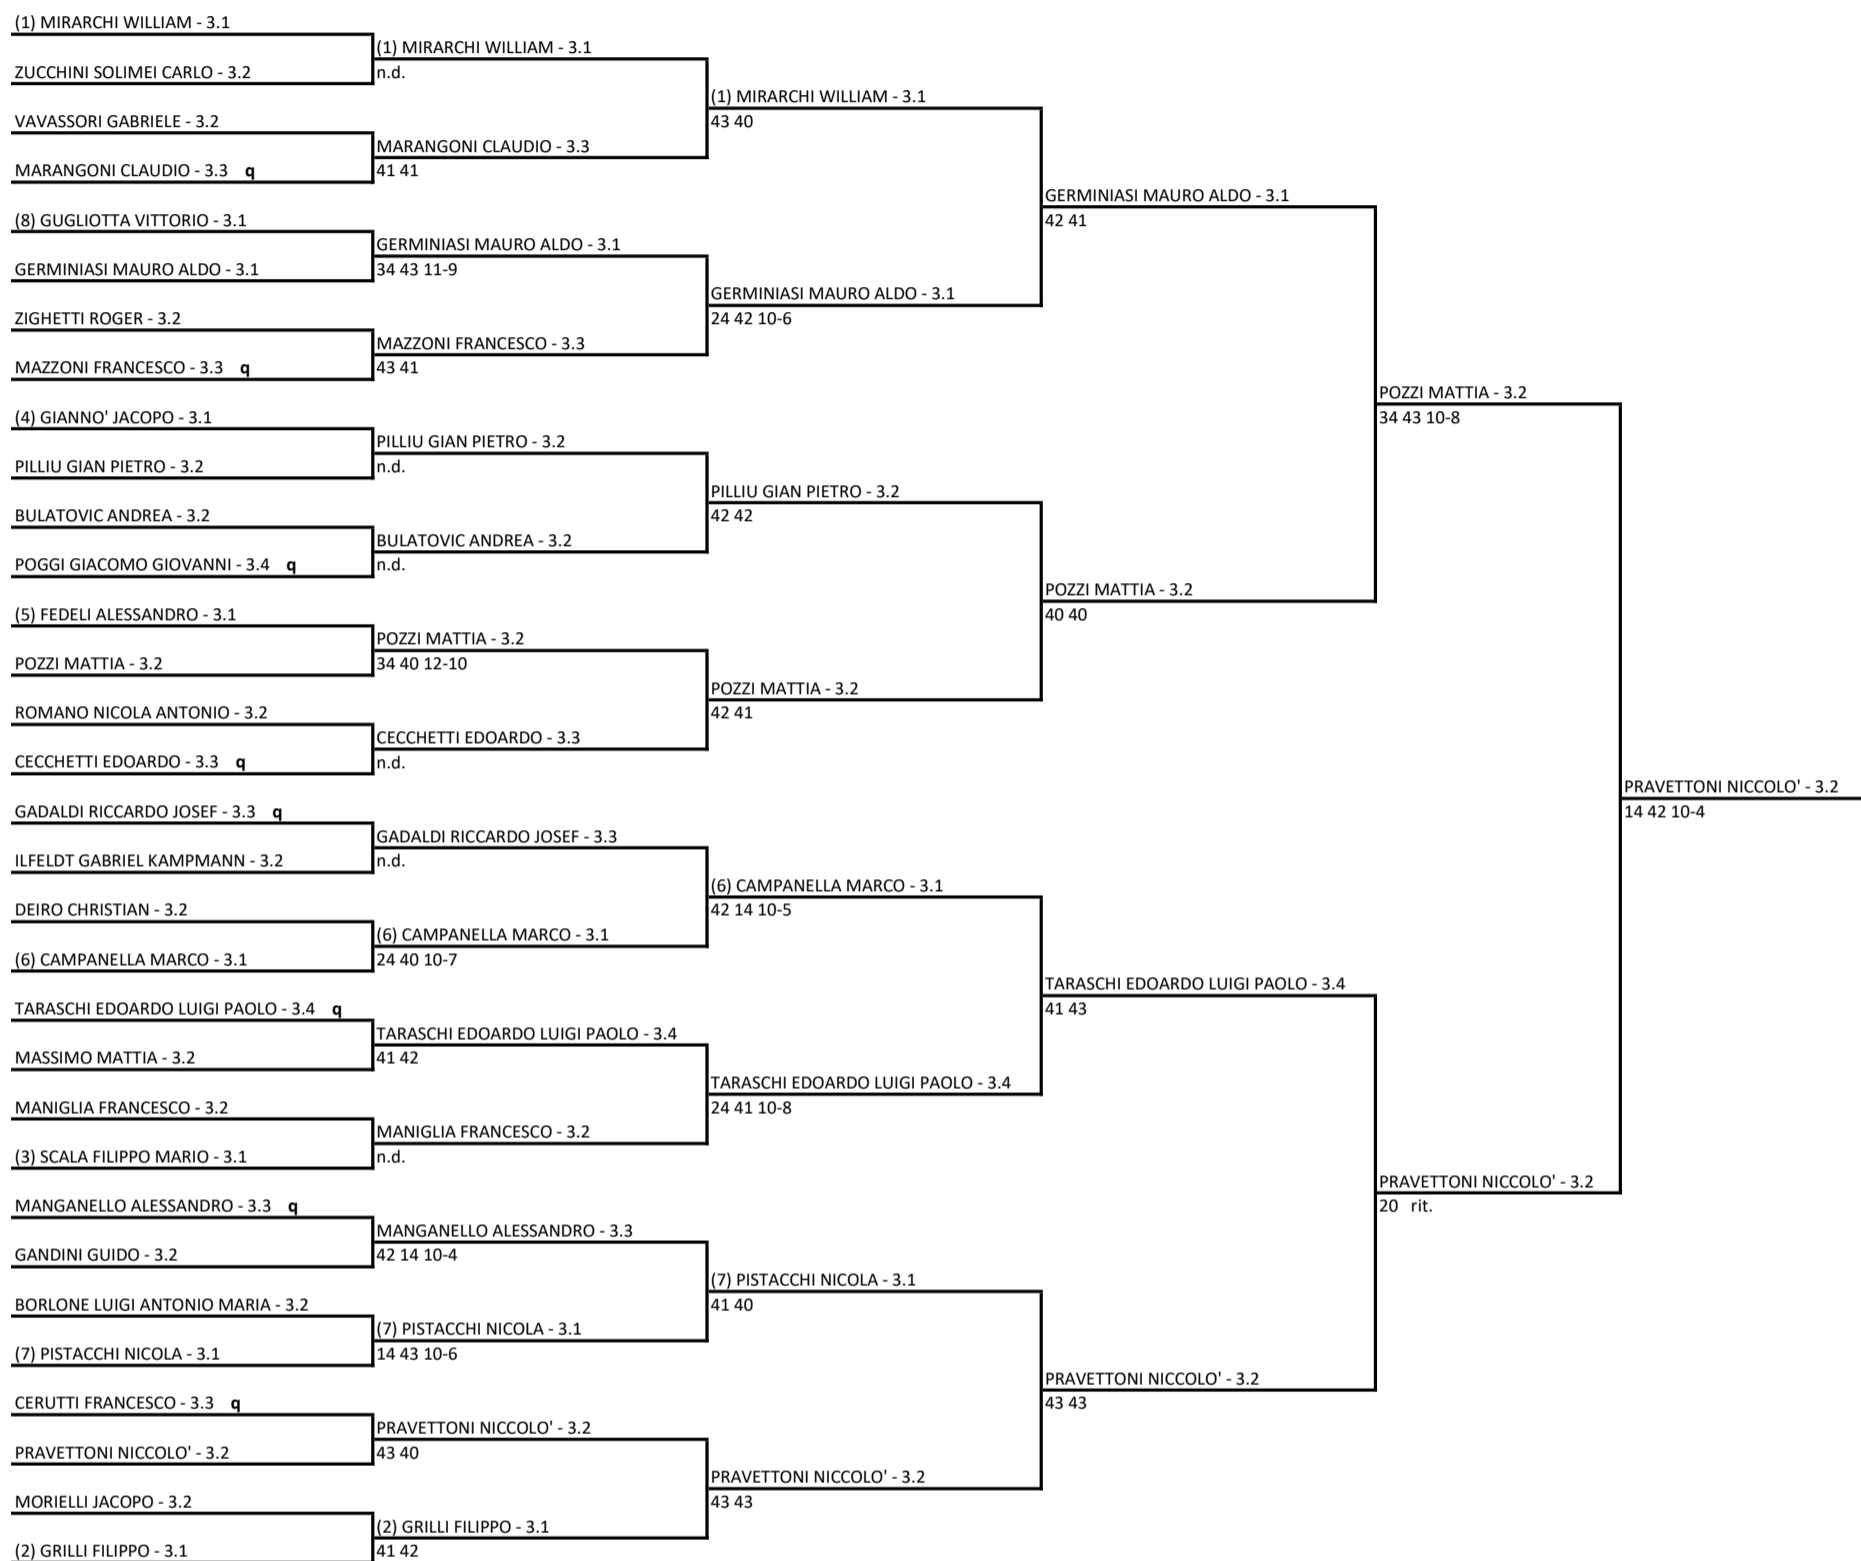 (1) MIRARCHI WILLIAM - 3.1
(1) MIRARCHI WILLIAM - 3.1
ZUCCHINI SOLIMEI CARLO - 3.2
n.d.
(1) MIRARCHI WILLIAM - 3.1
43 40
VAVASSORI GABRIELE - 3.2
MARANGONI CLAUDIO - 3.3
MARANGONI CLAUDIO - 3.3 q
41 41
GERMINIASI MAURO ALDO - 3.1
42 41
(8) GUGLIOTTA VITTORIO - 3.1
GERMINIASI MAURO ALDO - 3.1
GERMINIASI MAURO ALDO - 3.1
34 43 11-9
GERMINIASI MAURO ALDO - 3.1
24 42 10-6
ZIGHETTI ROGER - 3.2
MAZZONI FRANCESCO - 3.3
MAZZONI FRANCESCO - 3.3 q
43 41
POZZI MATTIA - 3.2
34 43 10-8
(4) GIANNO' JACOPO - 3.1
PILLIU GIAN PIETRO - 3.2
PILLIU GIAN PIETRO - 3.2
n.d.
PILLIU GIAN PIETRO - 3.2
42 42
BULATOVIC ANDREA - 3.2
BULATOVIC ANDREA - 3.2
POGGI GIACOMO GIOVANNI - 3.4 q
n.d.
POZZI MATTIA - 3.2
40 40
(5) FEDELI ALESSANDRO - 3.1
POZZI MATTIA - 3.2
POZZI MATTIA - 3.2
34 40 12-10
POZZI MATTIA - 3.2
42 41
ROMANO NICOLA ANTONIO - 3.2
CECCHETTI EDOARDO - 3.3
CECCHETTI EDOARDO - 3.3 q
n.d.
PRAVETTONI NICCOLO' - 3.2
14 42 10-4
GADALDI RICCARDO JOSEF - 3.3 q
GADALDI RICCARDO JOSEF - 3.3
ILFELDT GABRIEL KAMPMANN - 3.2
n.d.
(6) CAMPANELLA MARCO - 3.1
42 14 10-5
DEIRO CHRISTIAN - 3.2
(6) CAMPANELLA MARCO - 3.1
(6) CAMPANELLA MARCO - 3.1
24 40 10-7
TARASCHI EDOARDO LUIGI PAOLO - 3.4
41 43
TARASCHI EDOARDO LUIGI PAOLO - 3.4 q
TARASCHI EDOARDO LUIGI PAOLO - 3.4
MASSIMO MATTIA - 3.2
41 42
TARASCHI EDOARDO LUIGI PAOLO - 3.4
24 41 10-8
MANIGLIA FRANCESCO - 3.2
MANIGLIA FRANCESCO - 3.2
(3) SCALA FILIPPO MARIO - 3.1
n.d.
PRAVETTONI NICCOLO' - 3.2
20 rit.
MANGANELLO ALESSANDRO - 3.3 q
MANGANELLO ALESSANDRO - 3.3
GANDINI GUIDO - 3.2
42 14 10-4
(7) PISTACCHI NICOLA - 3.1
41 40
BORLONE LUIGI ANTONIO MARIA - 3.2
(7) PISTACCHI NICOLA - 3.1
(7) PISTACCHI NICOLA - 3.1
14 43 10-6
PRAVETTONI NICCOLO' - 3.2
43 43
CERUTTI FRANCESCO - 3.3 q
PRAVETTONI NICCOLO' - 3.2
PRAVETTONI NICCOLO' - 3.2
43 40
PRAVETTONI NICCOLO' - 3.2
43 43
MORIELLI JACOPO - 3.2
(2) GRILLI FILIPPO - 3.1
(2) GRILLI FILIPPO - 3.1
41 42